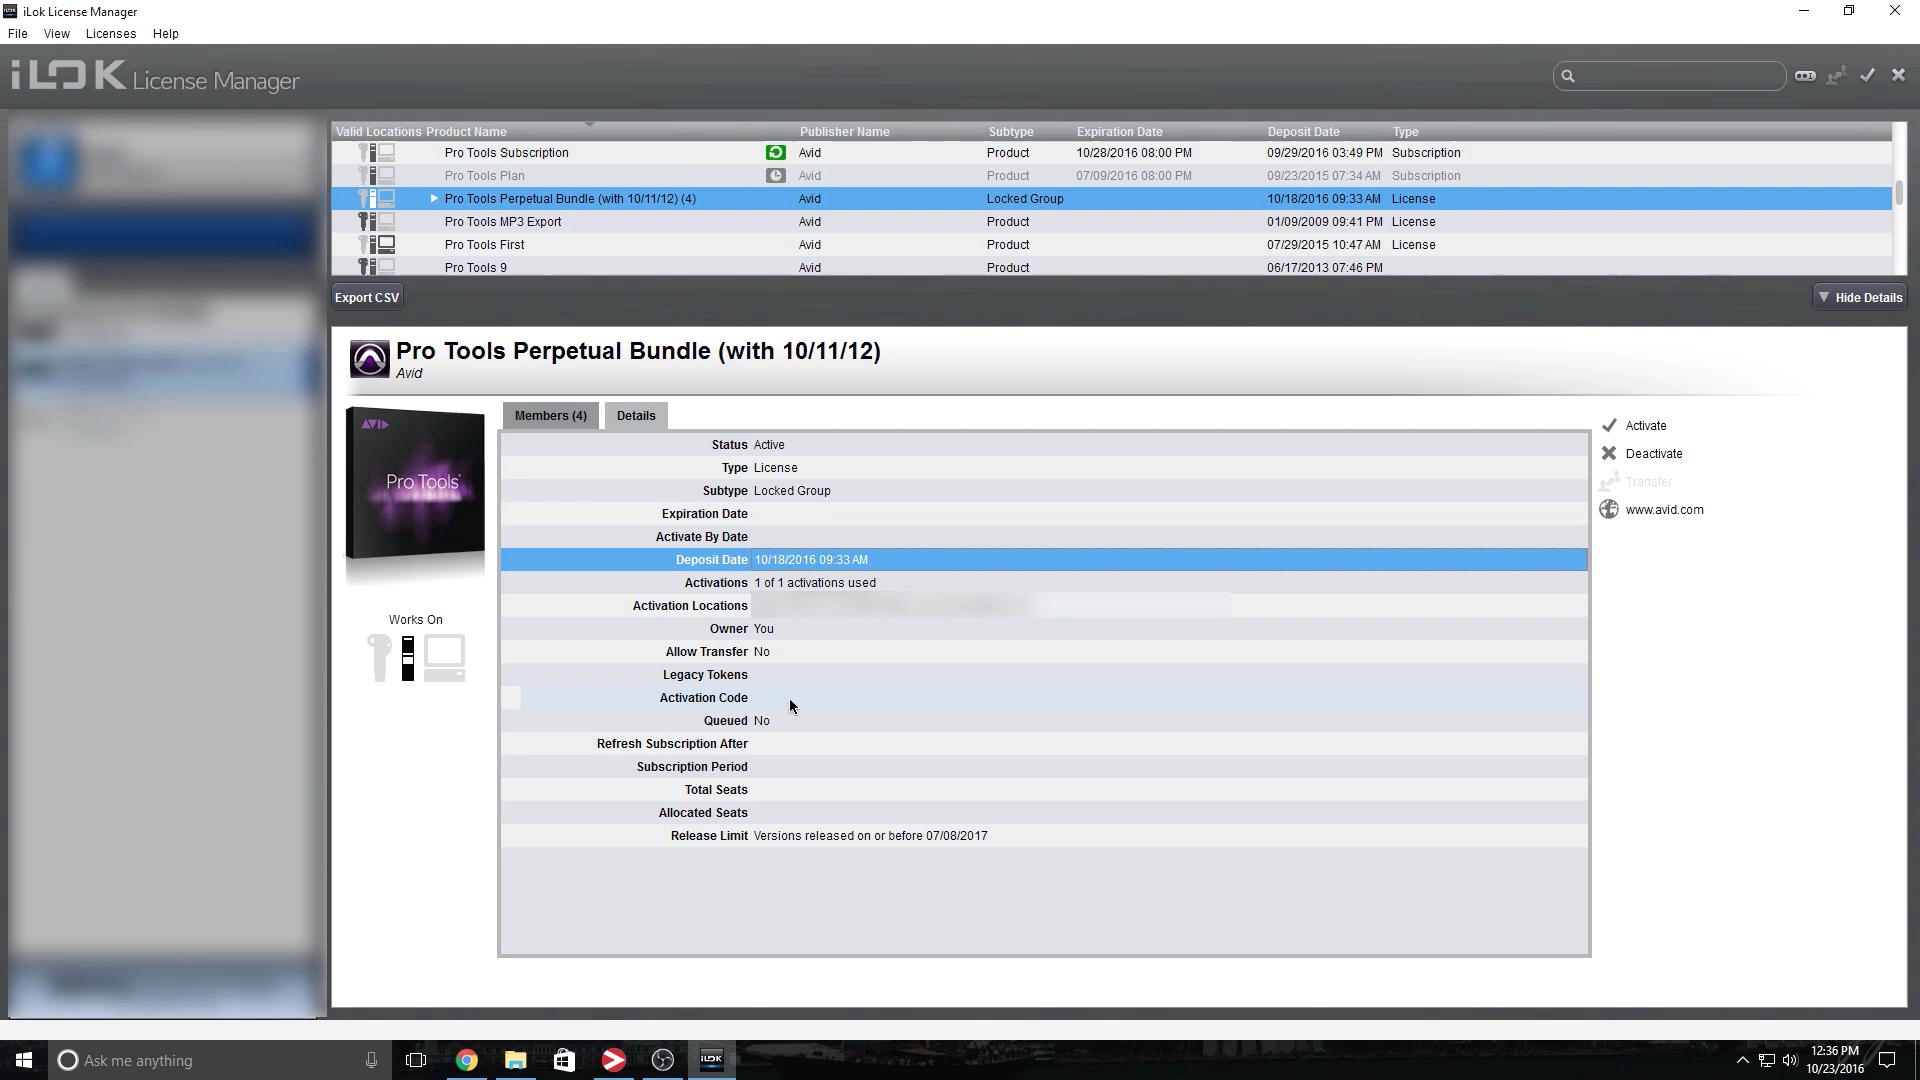 iLok License Manager
File View Licenses Help
iLOK License Manager
Valid Locations Product Name Publisher Name Subtype Expiration Date Deposit Date Type
Pro Tools Subscription Avid Product 10/28/2016 08:00 PM 09/29/2016 03:49 PM Subscription
Pro Tools Plan Avid Product 07/09/2016 08:00 PM 09/23/2015 07:34 AM Subscription
Pro Tools Perpetual Bundle (with 10/11/12) (4) Avid Locked Group 10/18/2016 09:33 AM License
Pro Tools MP3 Export Avid Product 01/09/2009 09:41 PM License
Pro Tools First Avid Product 07/29/2015 10:47 AM License
Pro Tools 9 Avid Product 06/17/2013 07:46 PM
Export CSV Hide Details
Pro Tools Perpetual Bundle (with 10/11/12)
Avid
Members (4) Details
AVID
Pro Tools
Works On
Status Active
Type License
Subtype Locked Group
Expiration Date
Activate By Date
Deposit Date 10/18/2016 09:33 AM
Activations 1 of 1 activations used
Activation Locations
Owner You
Allow Transfer No
Legacy Tokens
Activation Code
Queued No
Refresh Subscription After
Subscription Period
Total Seats
Allocated Seats
Release Limit Versions released on or before 07/08/2017
Activate
Deactivate
Transfer
www.avid.com
Ask me anything
iLOK
12:36 PM
10/23/2016